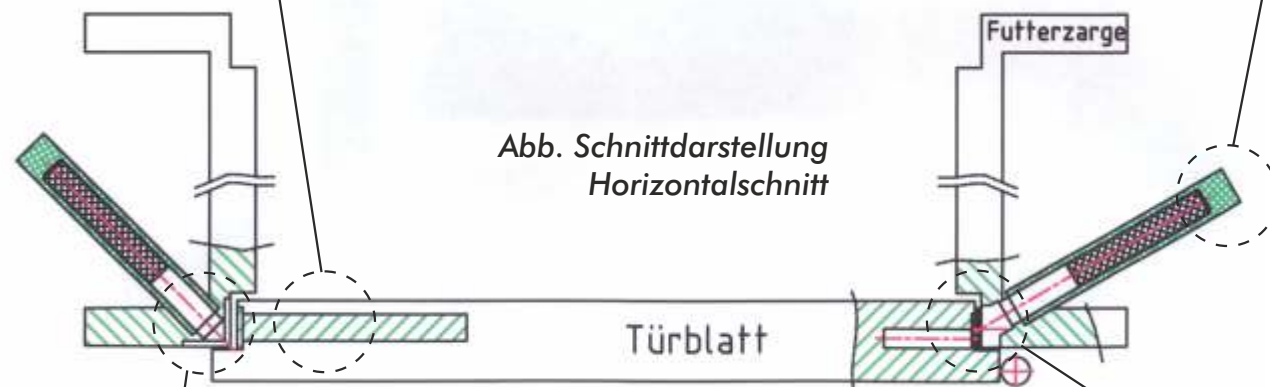 Futterzarge
Abb. Schnittdarstellung
Horizontalschnitt
Türblatt